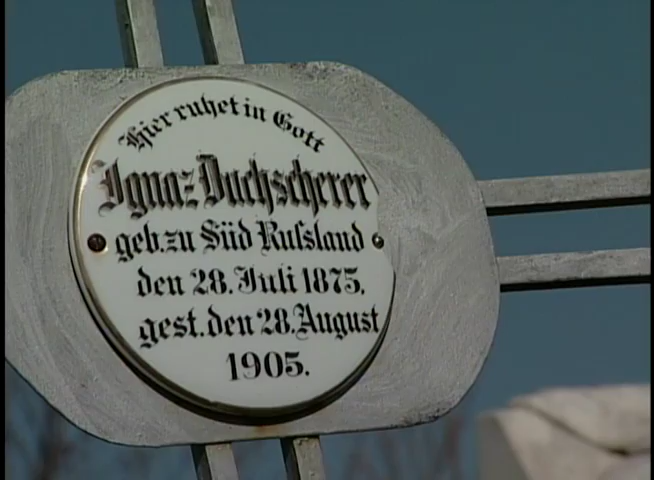 Hier ruhet in Gott
Ignaz Duchscherer
geb. zu Süd Rußland
den 28. Juli 1875.
gest. den 28. August
1905.